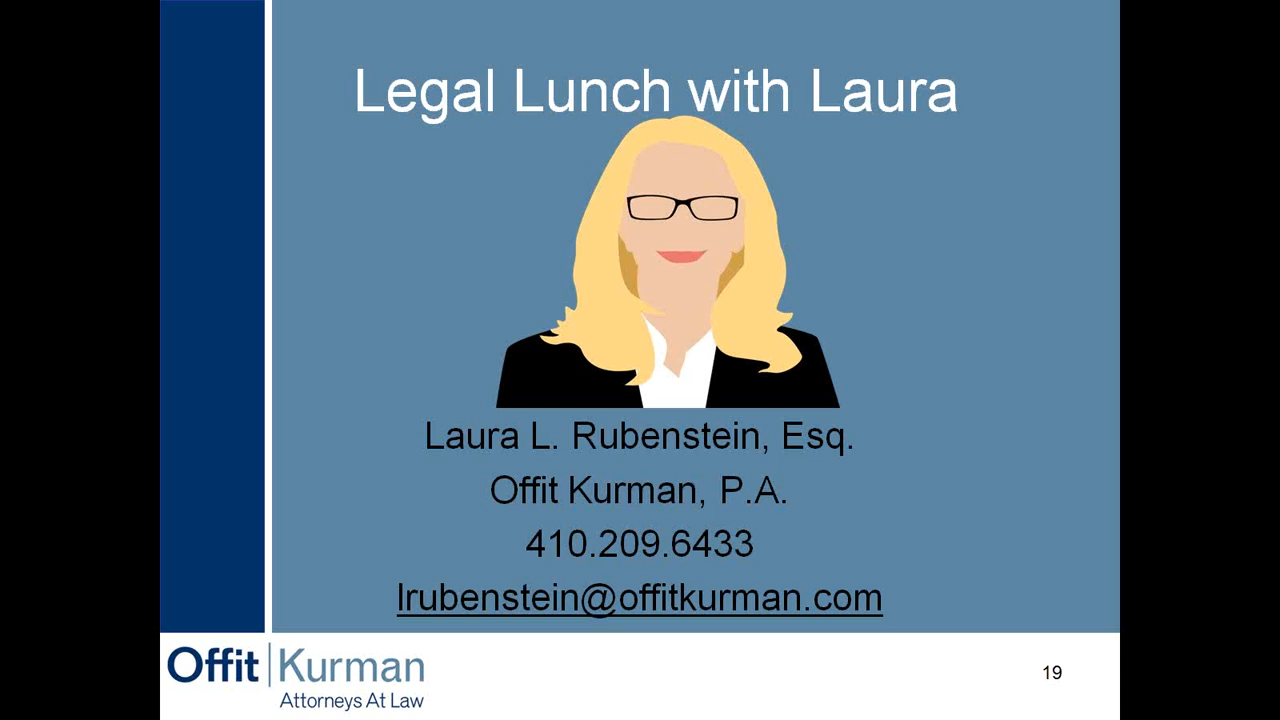 Legal Lunch with Laura
Laura L. Rubenstein, Esq.
Offit Kurman, P.A.
410.209.6433
lrubenstein@offitkurman.com
Offit Kurman
Attorneys At Law
19